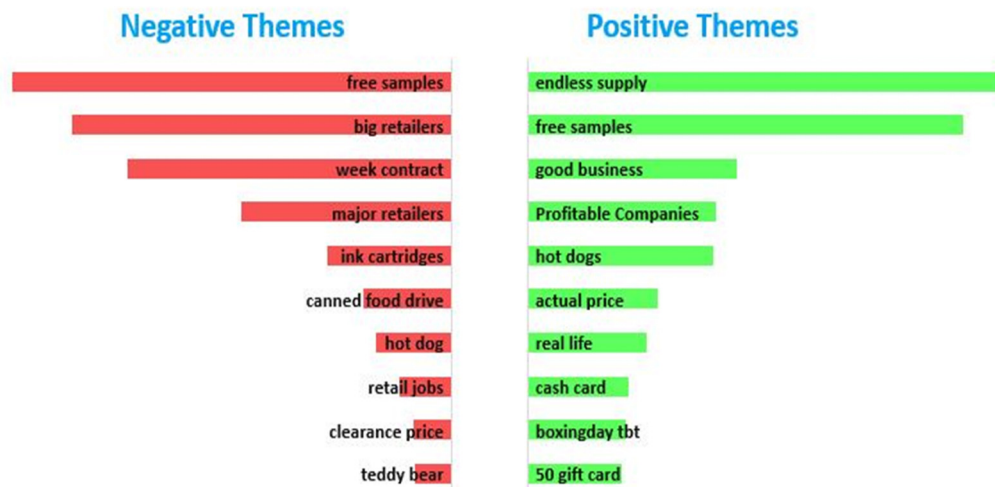 Negative Themes
free samples
big retailers
week contract
major retailers
ink cartridges
canned food drive
hot dog
retail jobs
clearance price
teddy bear
Positive Themes
endless supply
free samples
good business
Profitable Companies
hot dogs
actual price
real life
cash card
boxingday tbt
50 gift card